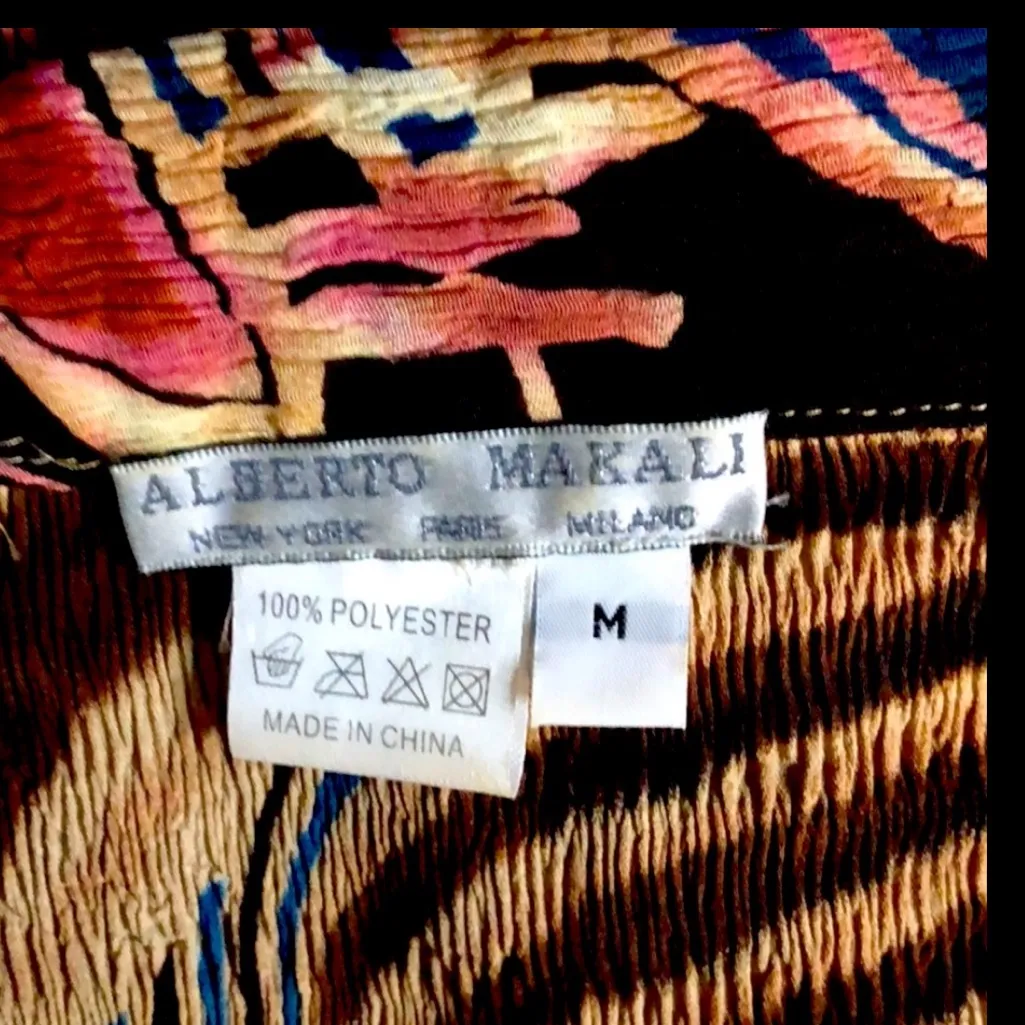 ALBERTO MAKALI
NEW YORK PARIS MILANO
100% POLYESTER
M
MADE IN CHINA